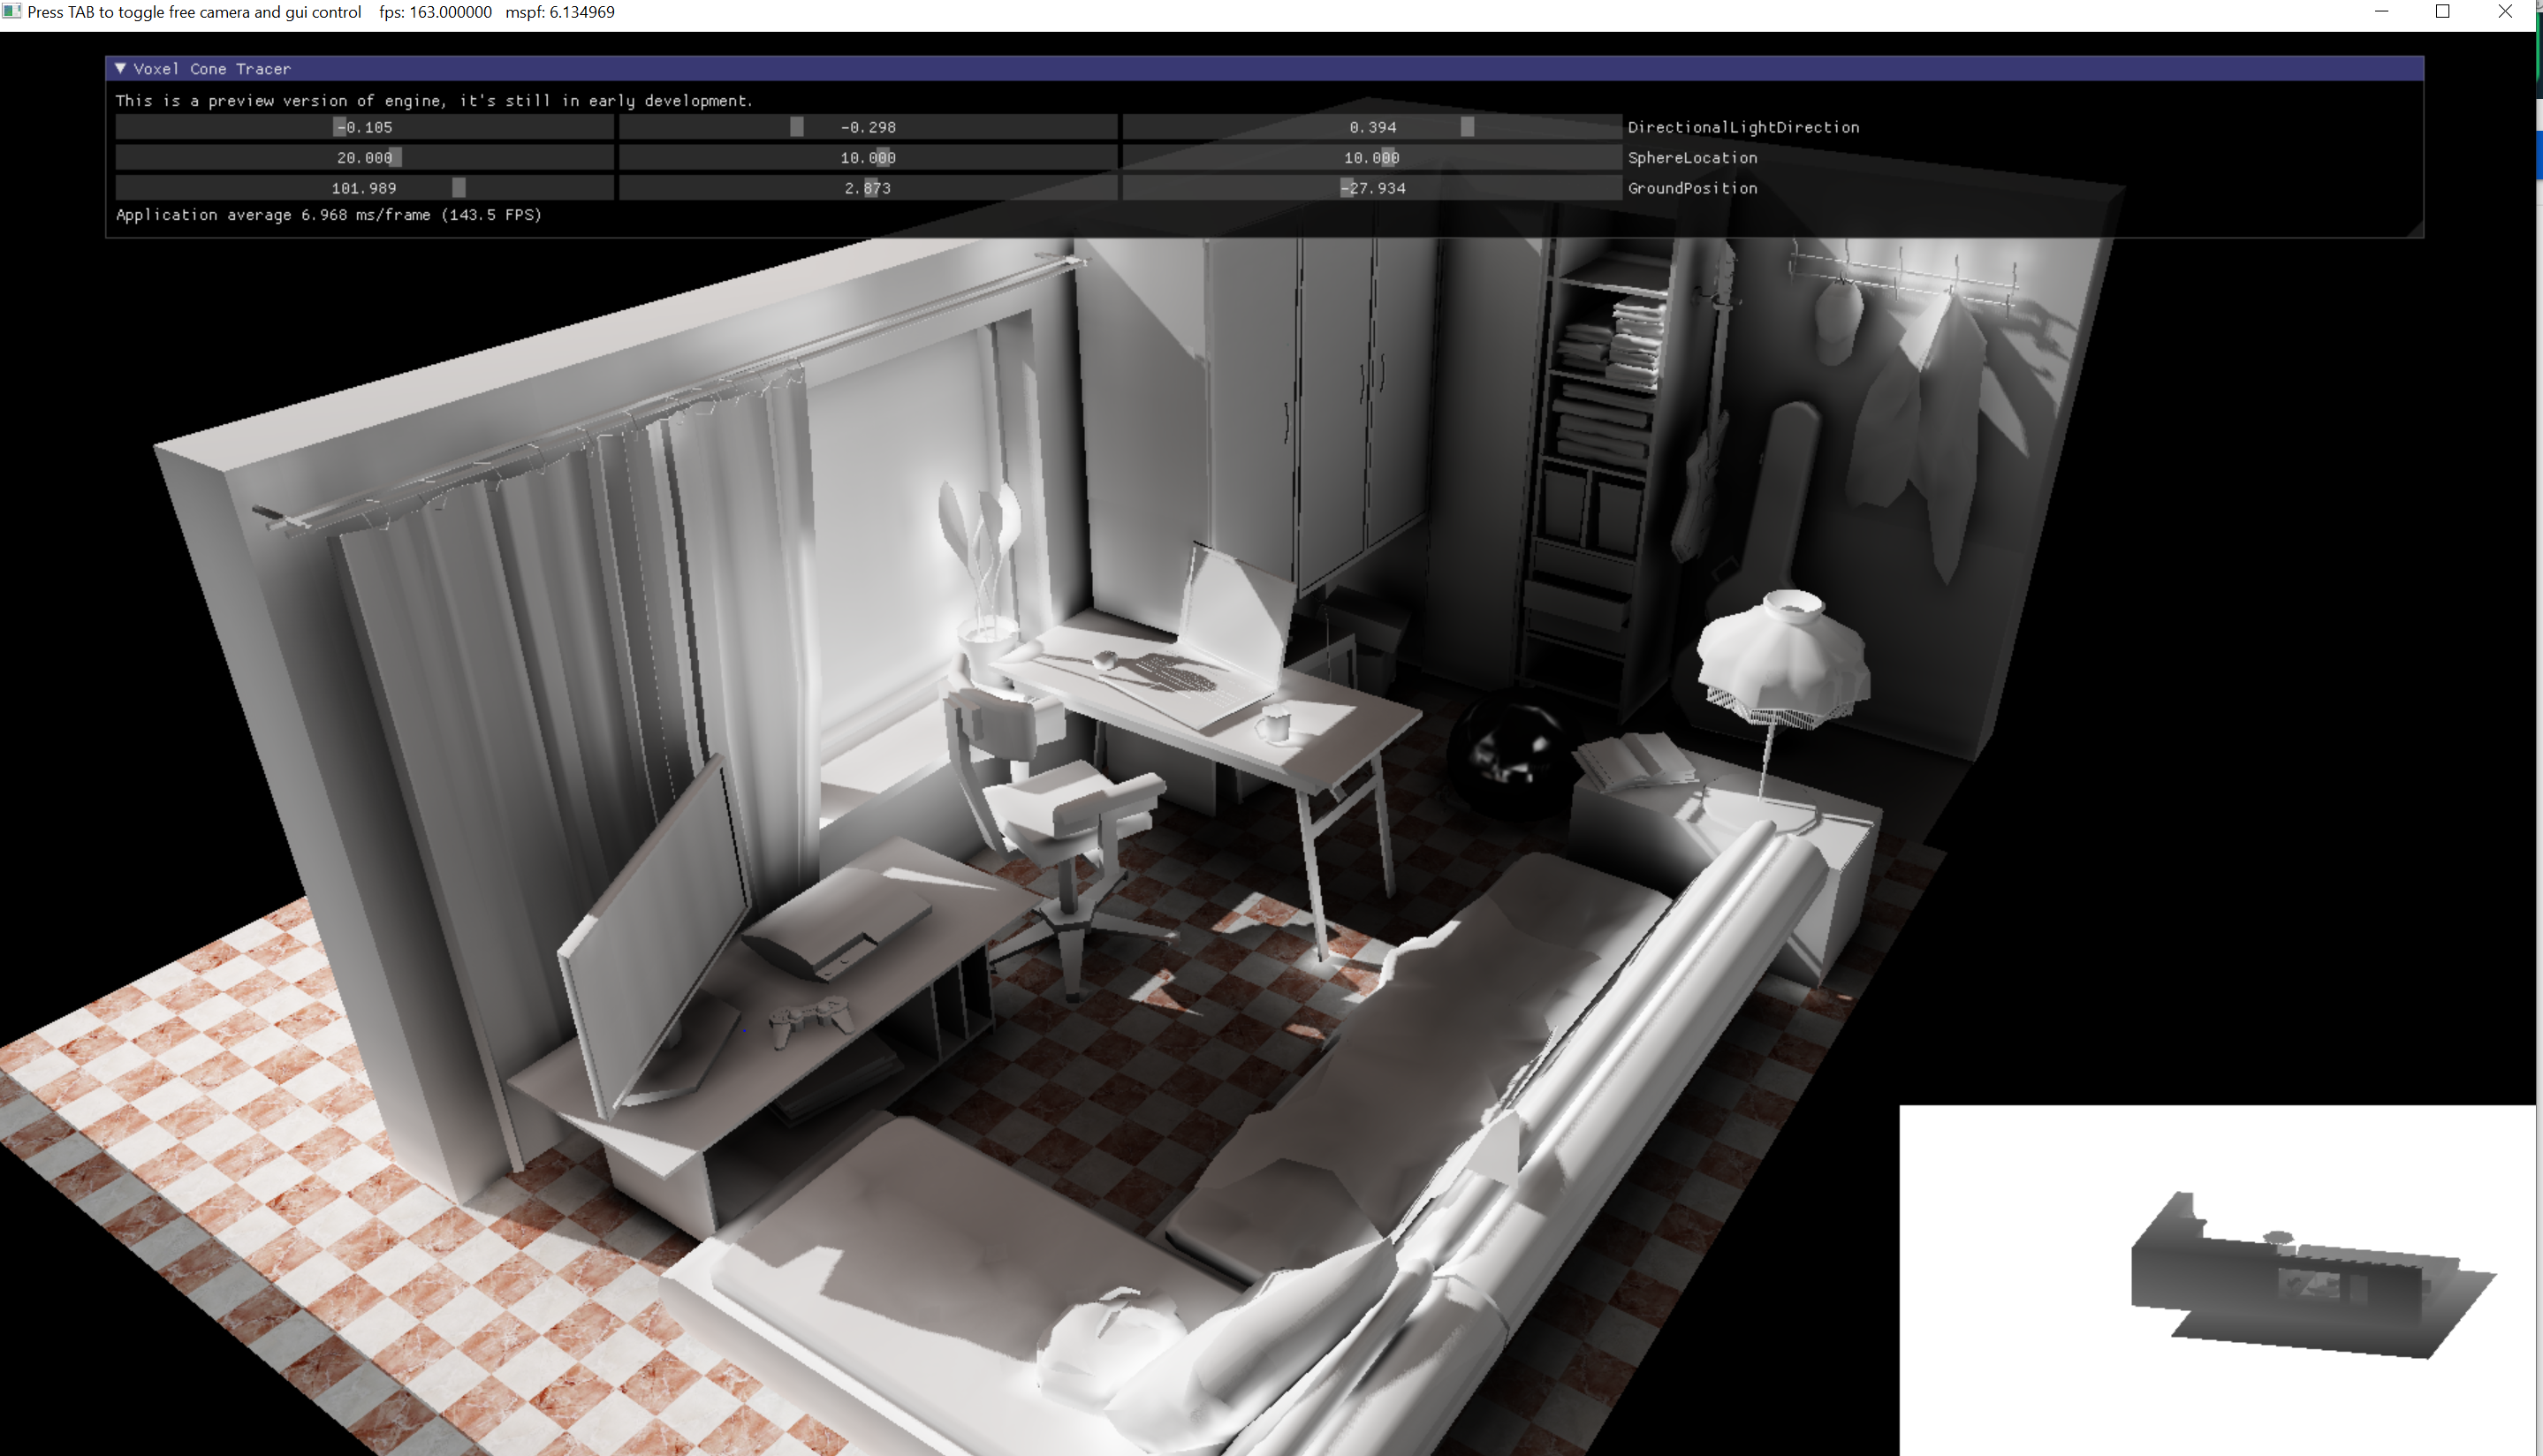 Press TAB to toggle free camera and gui control    fps: 163.000000   mspf: 6.134969
Voxel Cone Tracer
This is a preview version of engine, it's still in early development.
-0.105 -0.298 0.394 DirectionalLightDirection
20.000 10.000 10.000 SphereLocation
101.989 2.873 -27.934 GroundPosition
Application average 6.968 ms/frame (143.5 FPS)